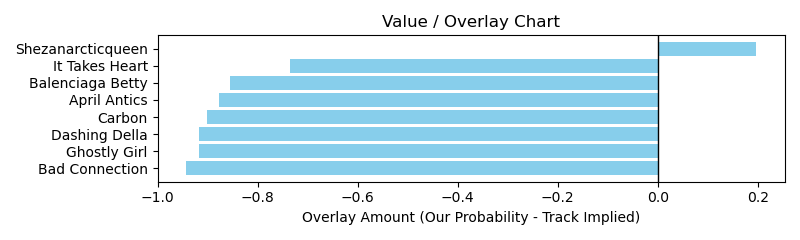 Value / Overlay Chart
Shezanarcticqueen
It Takes Heart
Balenciaga Betty
April Antics
Carbon
Dashing Della
Ghostly Girl
Bad Connection
−1.0 −0.8 −0.6 −0.4 −0.2 0.0 0.2
Overlay Amount (Our Probability - Track Implied)